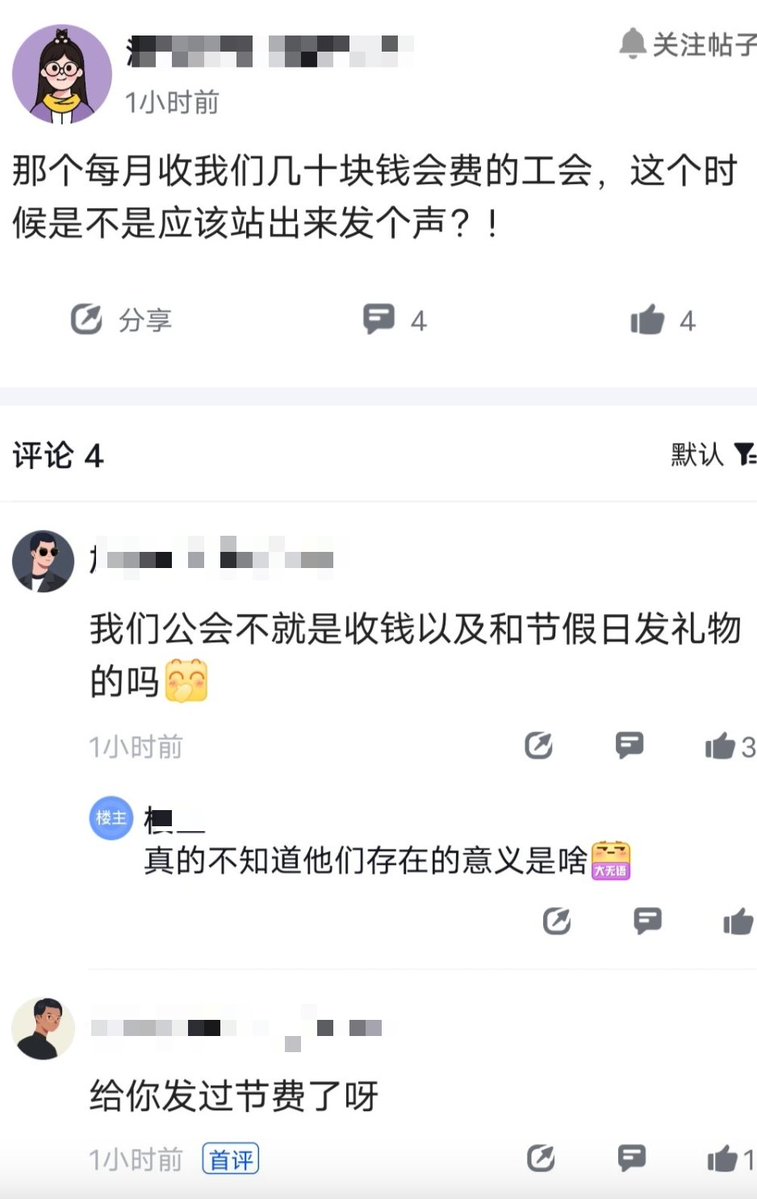 关注帖子
1小时前
那个每月收我们几十块钱会费的工会，这个时
候是不是应该站出来发个声？！
分享
4
4
评论 4
默认
我们公会不就是收钱以及和节假日发礼物
的吗
1小时前
3
楼主
真的不知道他们存在的意义是啥
大无语
给你发过节费了呀
1小时前
首评
1